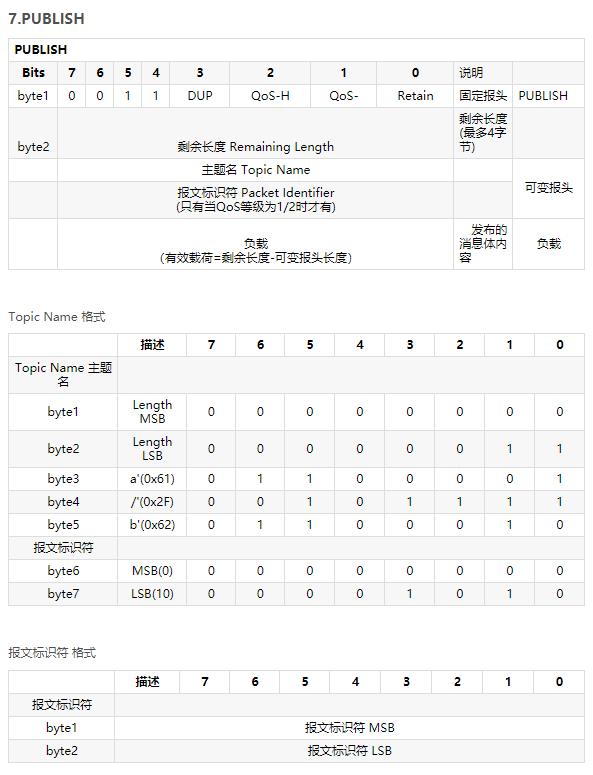 7.PUBLISH
PUBLISH
Bits 7 6 5 4 3 2 1 0 说明
byte1 0 0 1 1 DUP QoS-H QoS- Retain 固定报头 PUBLISH
byte2 剩余长度 Remaining Length 剩余长度
(最多4字
节)
主题名 Topic Name
可变报头
报文标识符 Packet Identifier
(只有当QoS等级为1/2时才有)
负载
(有效载荷=剩余长度-可变报头长度)
发布的
消息体内
容
负载
Topic Name 格式
描述 7 6 5 4 3 2 1 0
Topic Name 主题
名
byte1 Length
MSB 0 0 0 0 0 0 0 0
byte2 Length
LSB 0 0 0 0 0 0 1 1
byte3 a'(0x61) 0 1 1 0 0 0 0 1
byte4 /'(0x2F) 0 0 1 0 1 1 1 1
byte5 b'(0x62) 0 1 1 0 0 0 1 0
报文标识符
byte6 MSB(0) 0 0 0 0 0 0 0 0
byte7 LSB(10) 0 0 0 0 1 0 1 0
报文标识符 格式
描述 7 6 5 4 3 2 1 0
报文标识符
byte1 报文标识符 MSB
byte2 报文标识符 LSB